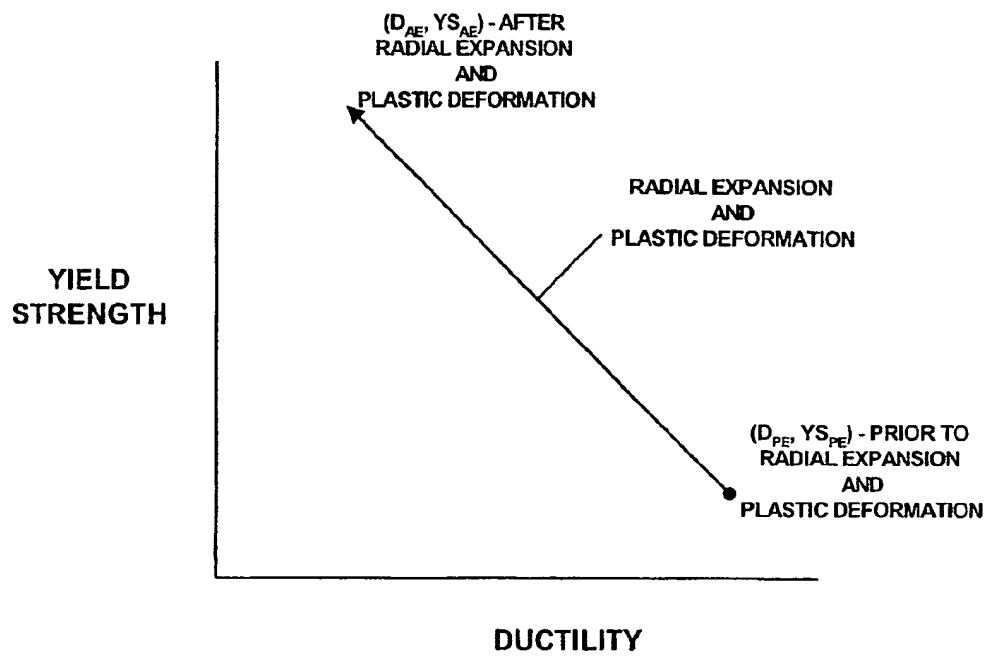 (D_AE, YS_AE) - AFTER
RADIAL EXPANSION
AND
PLASTIC DEFORMATION
RADIAL EXPANSION
AND
PLASTIC DEFORMATION
YIELD
STRENGTH
(D_PE, YS_PE) - PRIOR TO
RADIAL EXPANSION
AND
PLASTIC DEFORMATION
DUCTILITY